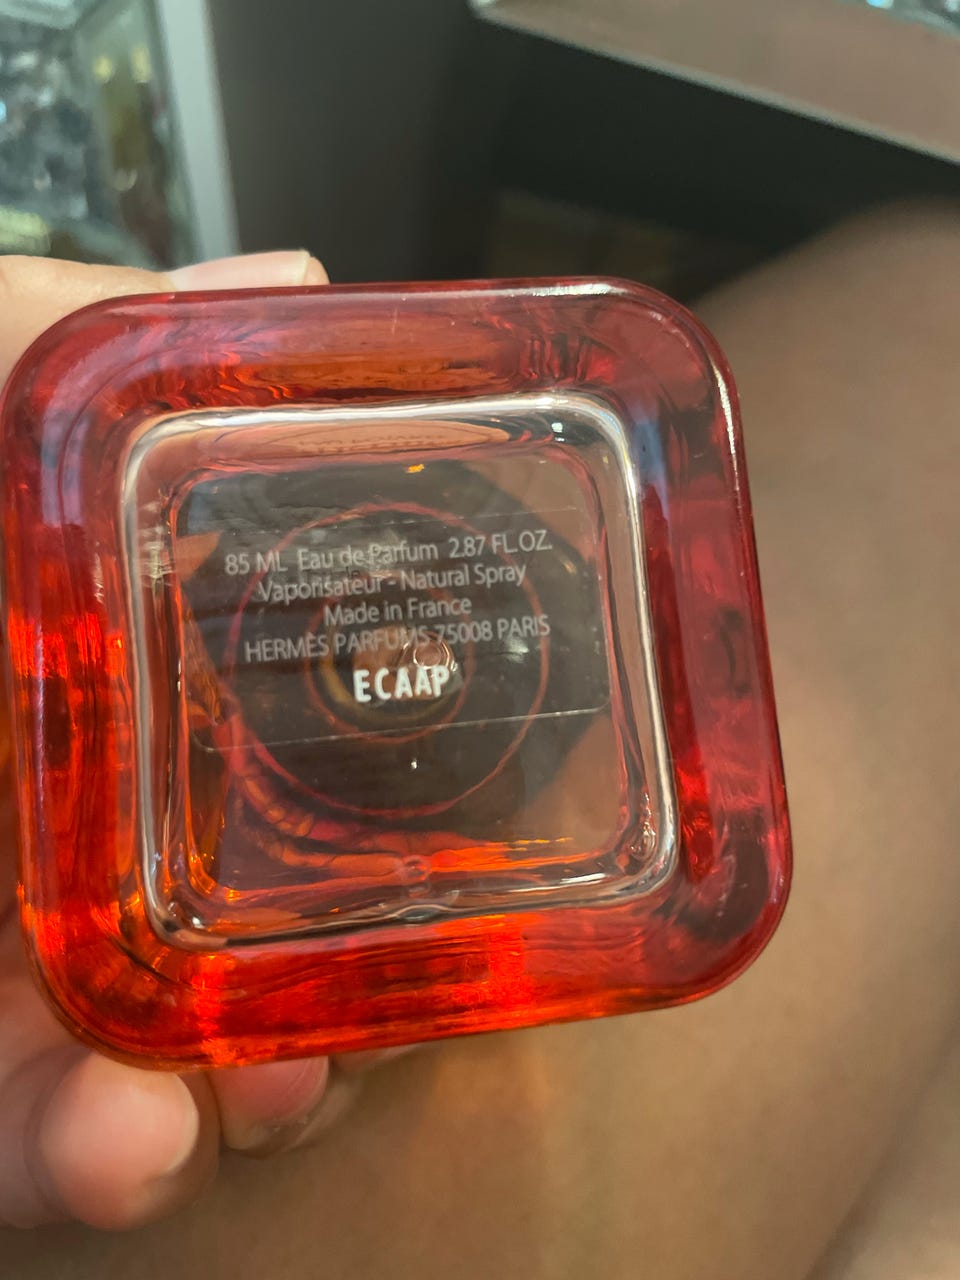 85 ML Eau de Parfum 2.87 FL.OZ.
Vaporisateur - Natural Spray
Made in France
HERMÈS PARFUMS 75008 PARIS
ECAAP